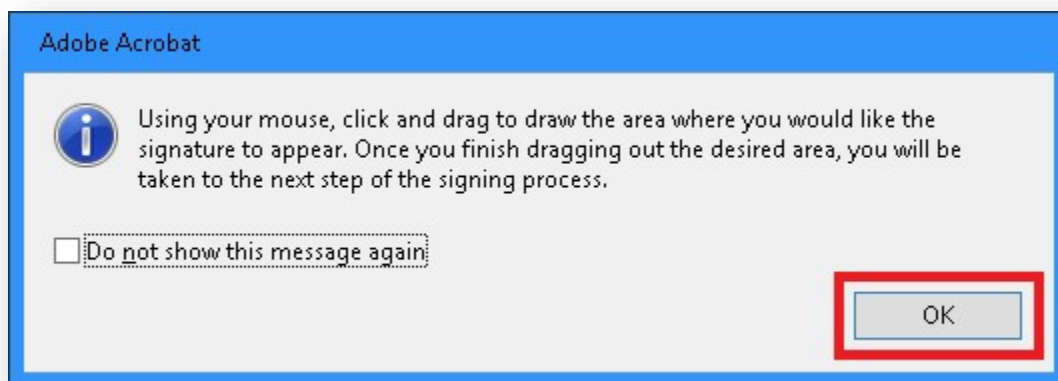 Adobe Acrobat
Using your mouse, click and drag to draw the area where you would like the
signature to appear. Once you finish dragging out the desired area, you will be
taken to the next step of the signing process.
Do not show this message again
OK